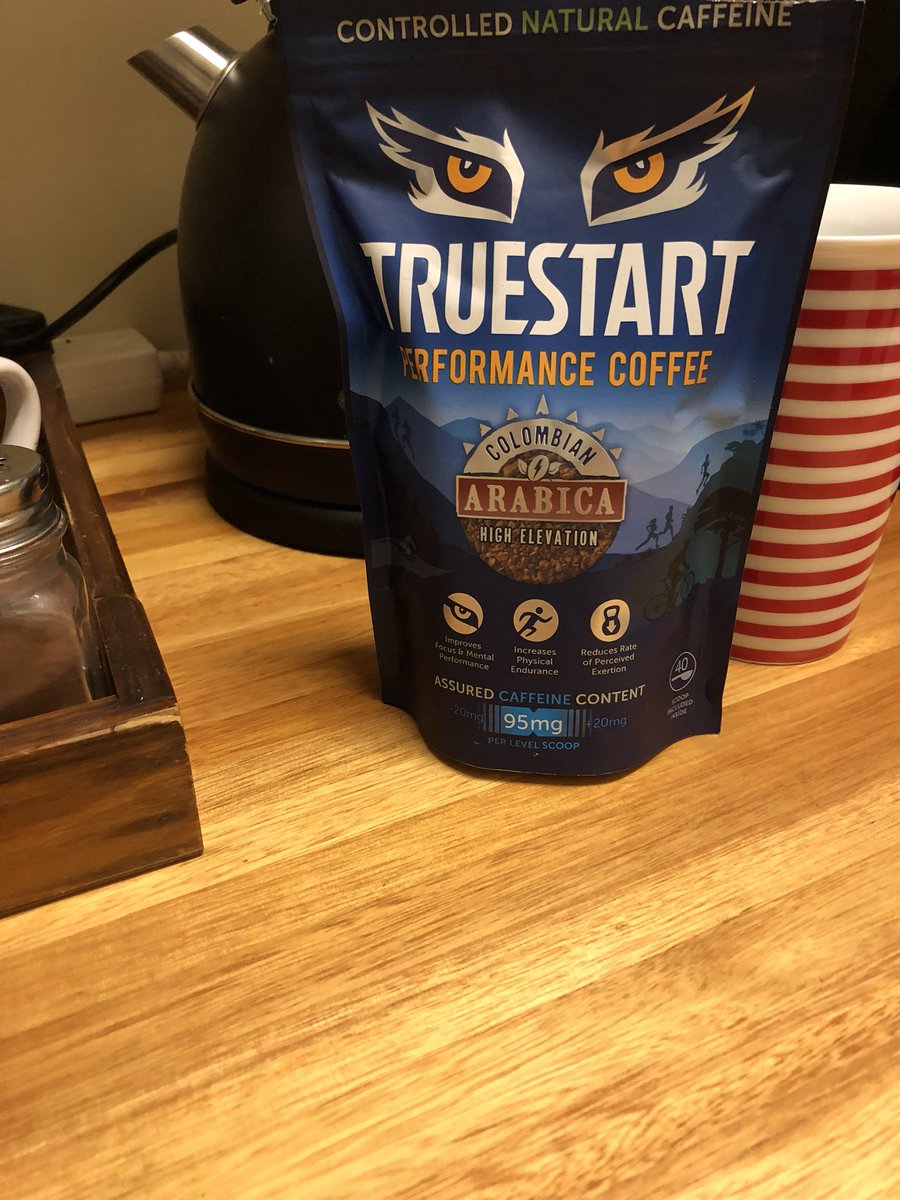 CONTROLLED NATURAL CAFFEINE
TRUESTART
PERFORMANCE COFFEE
COLOMBIAN
ARABICA
HIGH ELEVATION
Improves
Focus & Mental
Performance
Increases
Physical
Endurance
Reduces Rate
of Perceived
Exertion
40
SCOOP
INCLUDED
INSIDE
ASSURED CAFFEINE CONTENT
-20mg 95mg +20mg
PER LEVEL SCOOP